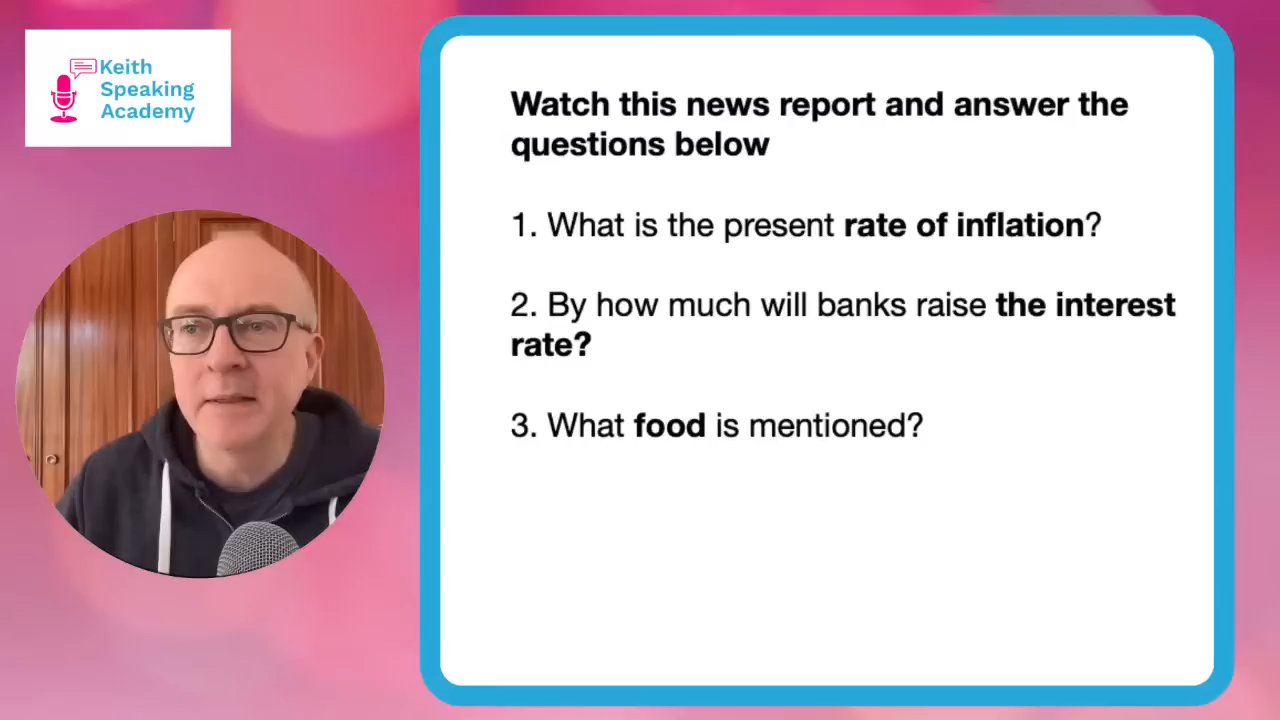 Keith
Speaking
Academy
Watch this news report and answer the
questions below
1. What is the present rate of inflation?
2. By how much will banks raise the interest
rate?
3. What food is mentioned?